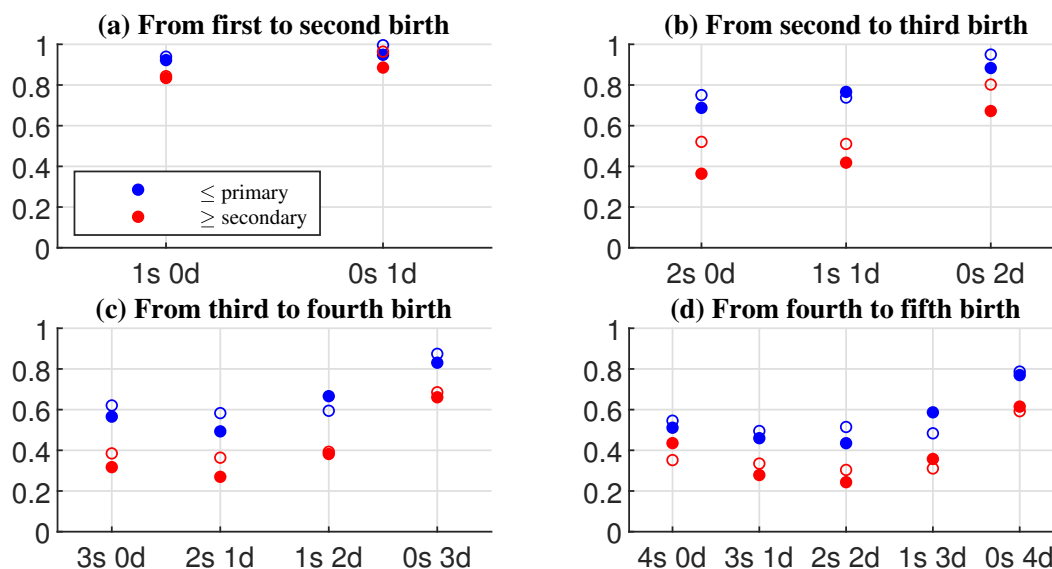 (a) From first to second birth
1
0.8
0.6
0.4
0.2
0
≤ primary
≥ secondary
1s 0d 0s 1d
(b) From second to third birth
1
0.8
0.6
0.4
0.2
0
2s 0d 1s 1d 0s 2d
(c) From third to fourth birth
1
0.8
0.6
0.4
0.2
0
3s 0d 2s 1d 1s 2d 0s 3d
(d) From fourth to fifth birth
1
0.8
0.6
0.4
0.2
0
4s 0d 3s 1d 2s 2d 1s 3d 0s 4d